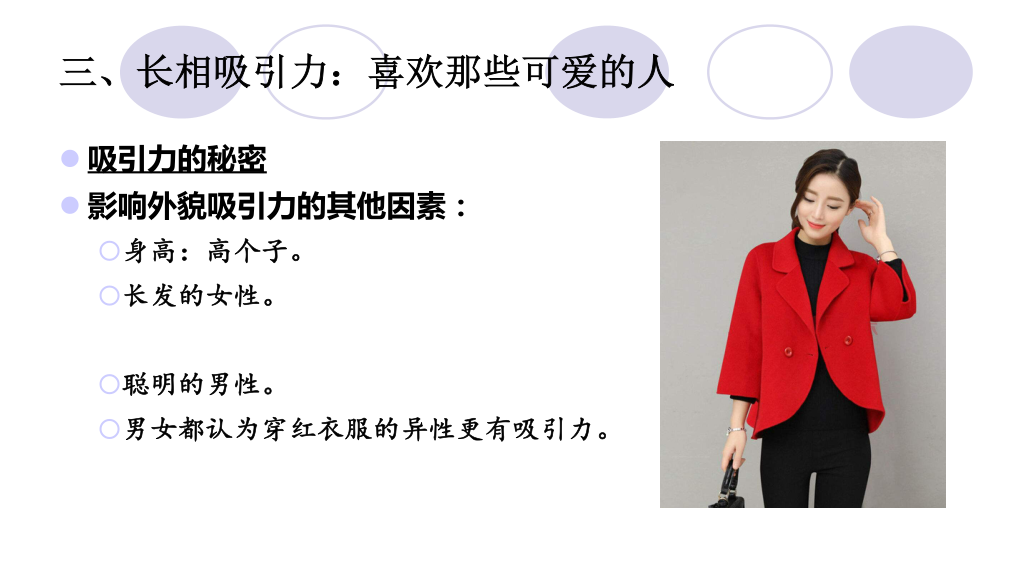 三、长相吸引力：喜欢那些可爱的人
吸引力的秘密
影响外貌吸引力的其他因素：
身高：高个子。
长发的女性。
聪明的男性。
男女都认为穿红衣服的异性更有吸引力。